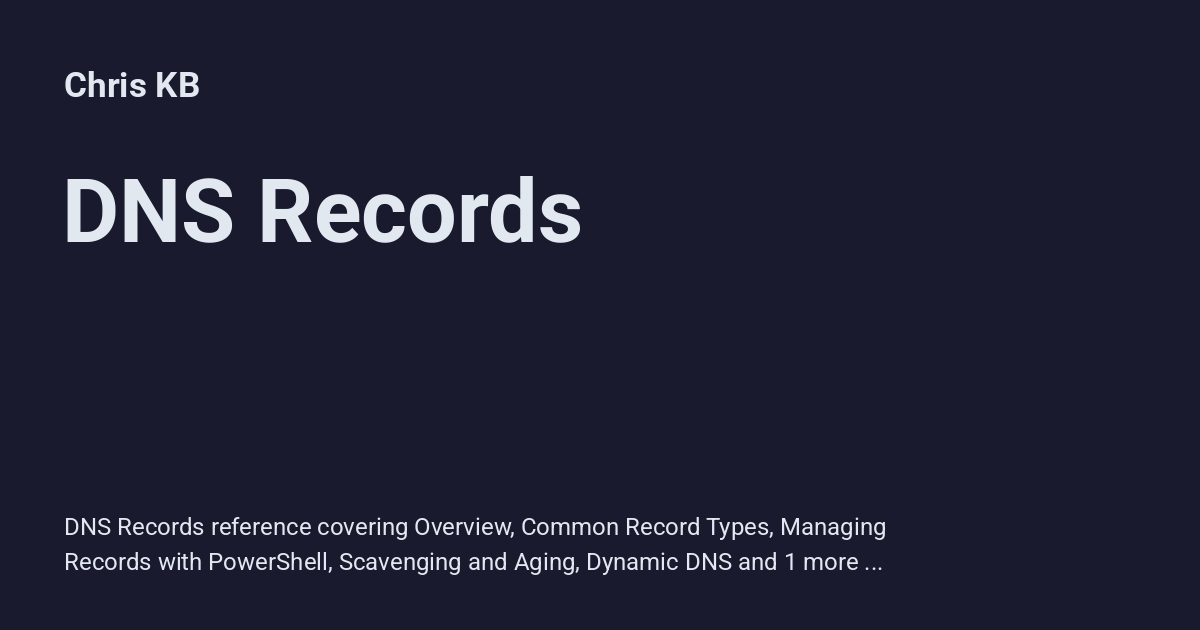 Chris KB
DNS Records
DNS Records reference covering Overview, Common Record Types, Managing
Records with PowerShell, Scavenging and Aging, Dynamic DNS and 1 more ...